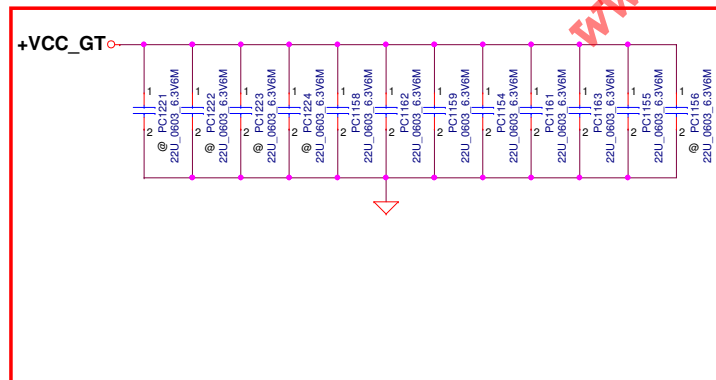 +VCC_GT
1
2
@ PC1221
22U_0603_6.3V6M
1
2
@ PC1222
22U_0603_6.3V6M
1
2
@ PC1223
22U_0603_6.3V6M
1
2
@ PC1224
22U_0603_6.3V6M
1
2
PC1158
22U_0603_6.3V6M
1
2
PC1162
22U_0603_6.3V6M
1
2
PC1159
22U_0603_6.3V6M
1
2
PC1154
22U_0603_6.3V6M
1
2
PC1161
22U_0603_6.3V6M
1
2
PC1163
22U_0603_6.3V6M
1
2
PC1155
22U_0603_6.3V6M
1
2
@ PC1156
22U_0603_6.3V6M